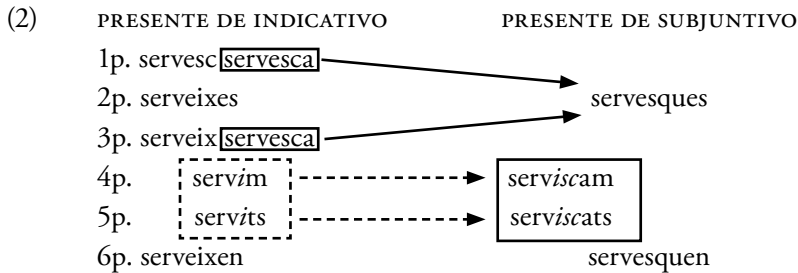 (2) PRESENTE DE INDICATIVO PRESENTE DE SUBJUNTIVO
1p. servesc servesca
2p. serveixes servesques
3p. serveix servesca
4p. servim serviscam
5p. servits serviscats
6p. serveixen servesquen